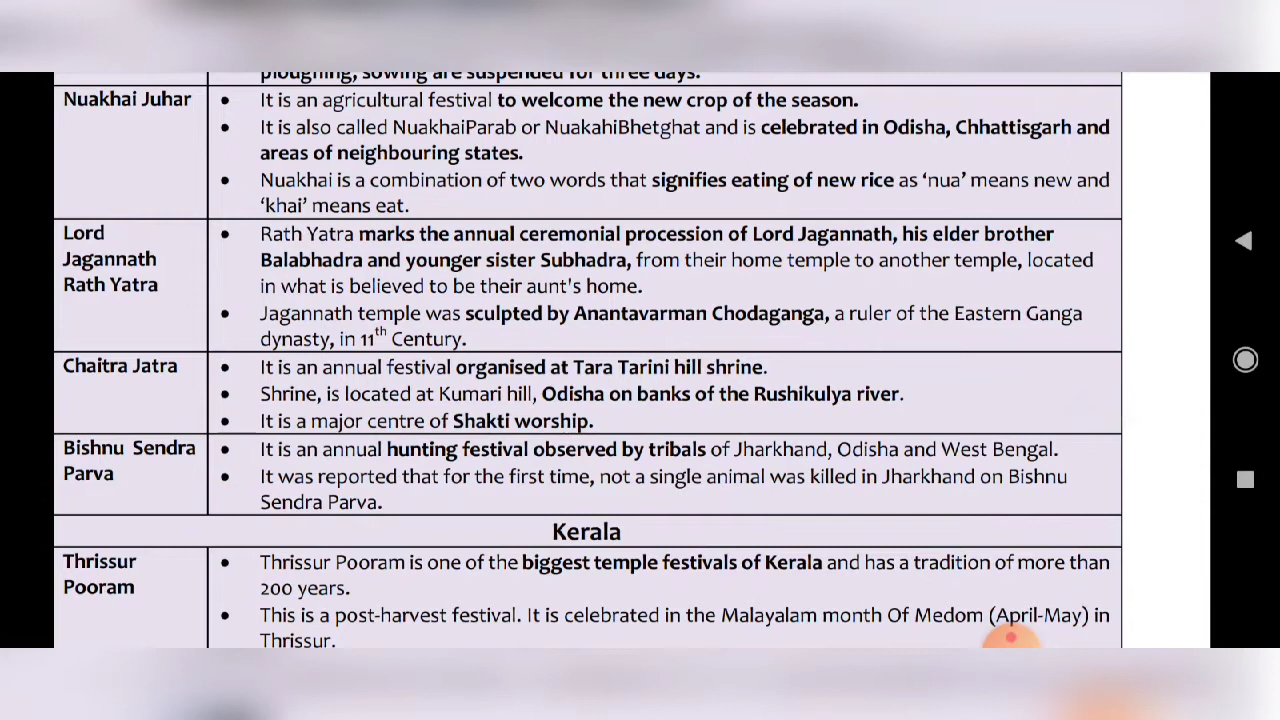 ploughing, sowing are suspended for three days.
Nuakhai Juhar
• It is an agricultural festival to welcome the new crop of the season.
• It is also called NuakhaiParab or NuakahiBhetghat and is celebrated in Odisha, Chhattisgarh and
areas of neighbouring states.
• Nuakhai is a combination of two words that signifies eating of new rice as ‘nua’ means new and
‘khai’ means eat.
Lord
Jagannath
Rath Yatra
• Rath Yatra marks the annual ceremonial procession of Lord Jagannath, his elder brother
Balabhadra and younger sister Subhadra, from their home temple to another temple, located
in what is believed to be their aunt's home.
• Jagannath temple was sculpted by Anantavarman Chodaganga, a ruler of the Eastern Ganga
dynasty, in 11th Century.
Chaitra Jatra
• It is an annual festival organised at Tara Tarini hill shrine.
• Shrine, is located at Kumari hill, Odisha on banks of the Rushikulya river.
• It is a major centre of Shakti worship.
Bishnu Sendra
Parva
• It is an annual hunting festival observed by tribals of Jharkhand, Odisha and West Bengal.
• It was reported that for the first time, not a single animal was killed in Jharkhand on Bishnu
Sendra Parva.
Kerala
Thrissur
Pooram
• Thrissur Pooram is one of the biggest temple festivals of Kerala and has a tradition of more than
200 years.
• This is a post-harvest festival. It is celebrated in the Malayalam month Of Medom (April-May) in
Thrissur.